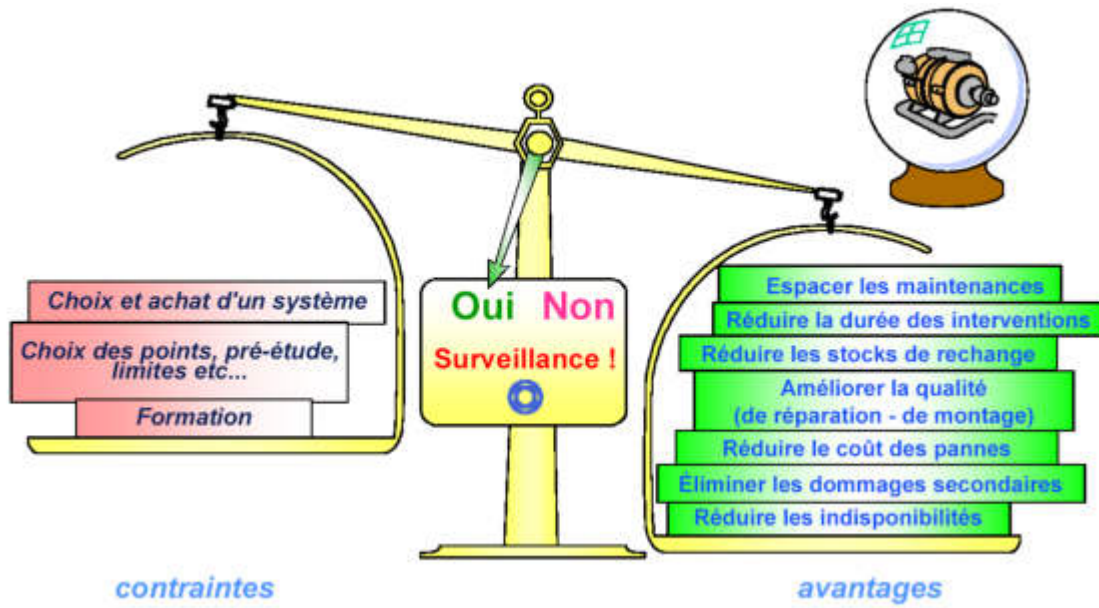 Choix et achat d'un système
Choix des points, pré-étude,
limites etc...
Formation
Oui Non
Surveillance !
Espacer les maintenances
Réduire la durée des interventions
Réduire les stocks de rechange
Améliorer la qualité
(de réparation - de montage)
Réduire le coût des pannes
Éliminer les dommages secondaires
Réduire les indisponibilités
contraintes
avantages